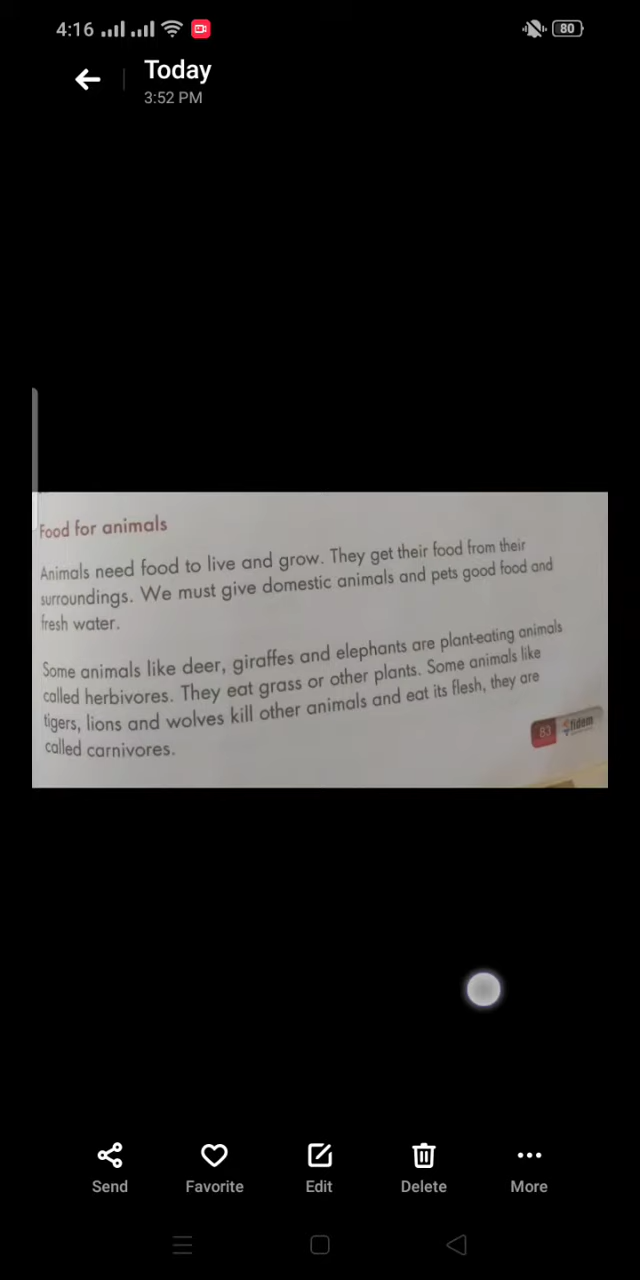 4:16
80
Today
3:52 PM
Food for animals
Animals need food to live and grow. They get their food from their
surroundings. We must give domestic animals and pets good food and
fresh water.
Some animals like deer, giraffes and elephants are plant-eating animals
called herbivores. They eat grass or other plants. Some animals like
tigers, lions and wolves kill other animals and eat its flesh, they are
called carnivores.
83
Send
Favorite
Edit
Delete
More